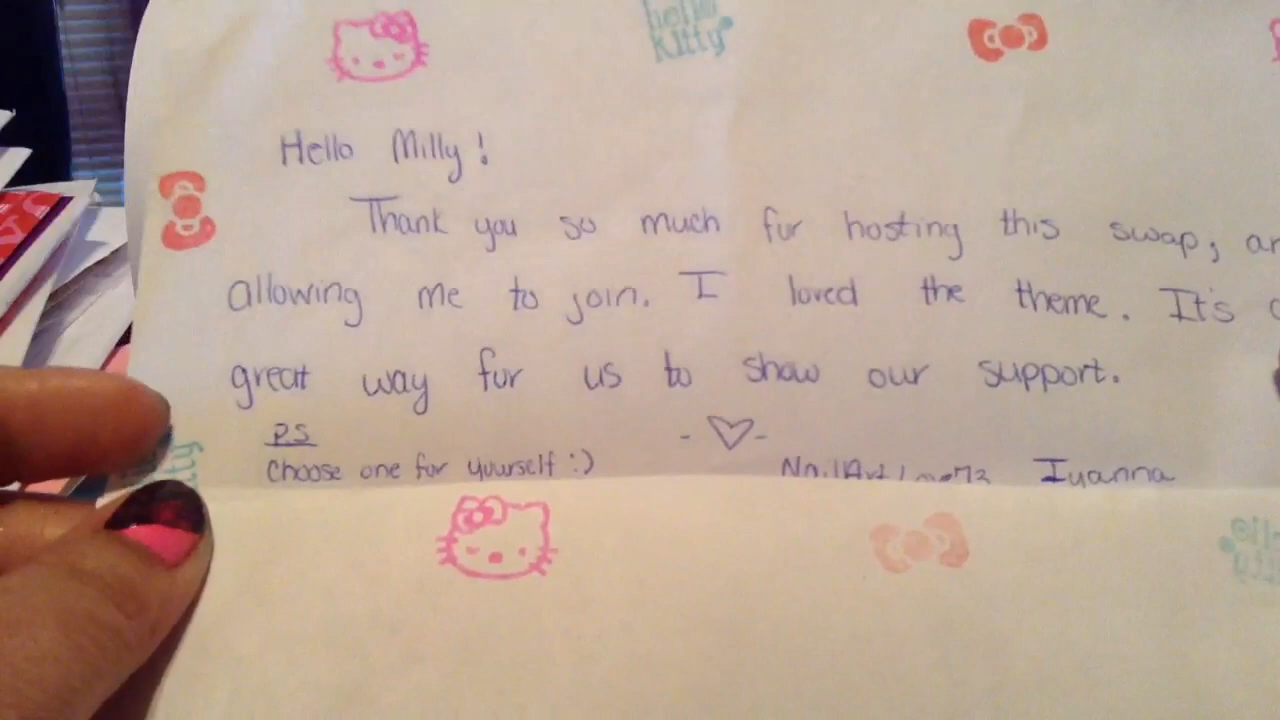 hello kitty
Hello Milly!
Thank you so much for hosting this swap, an
allowing me to join. I loved the theme. It's a
great way for us to show our support.
PS
Choose one for yourself :)
Iyanna